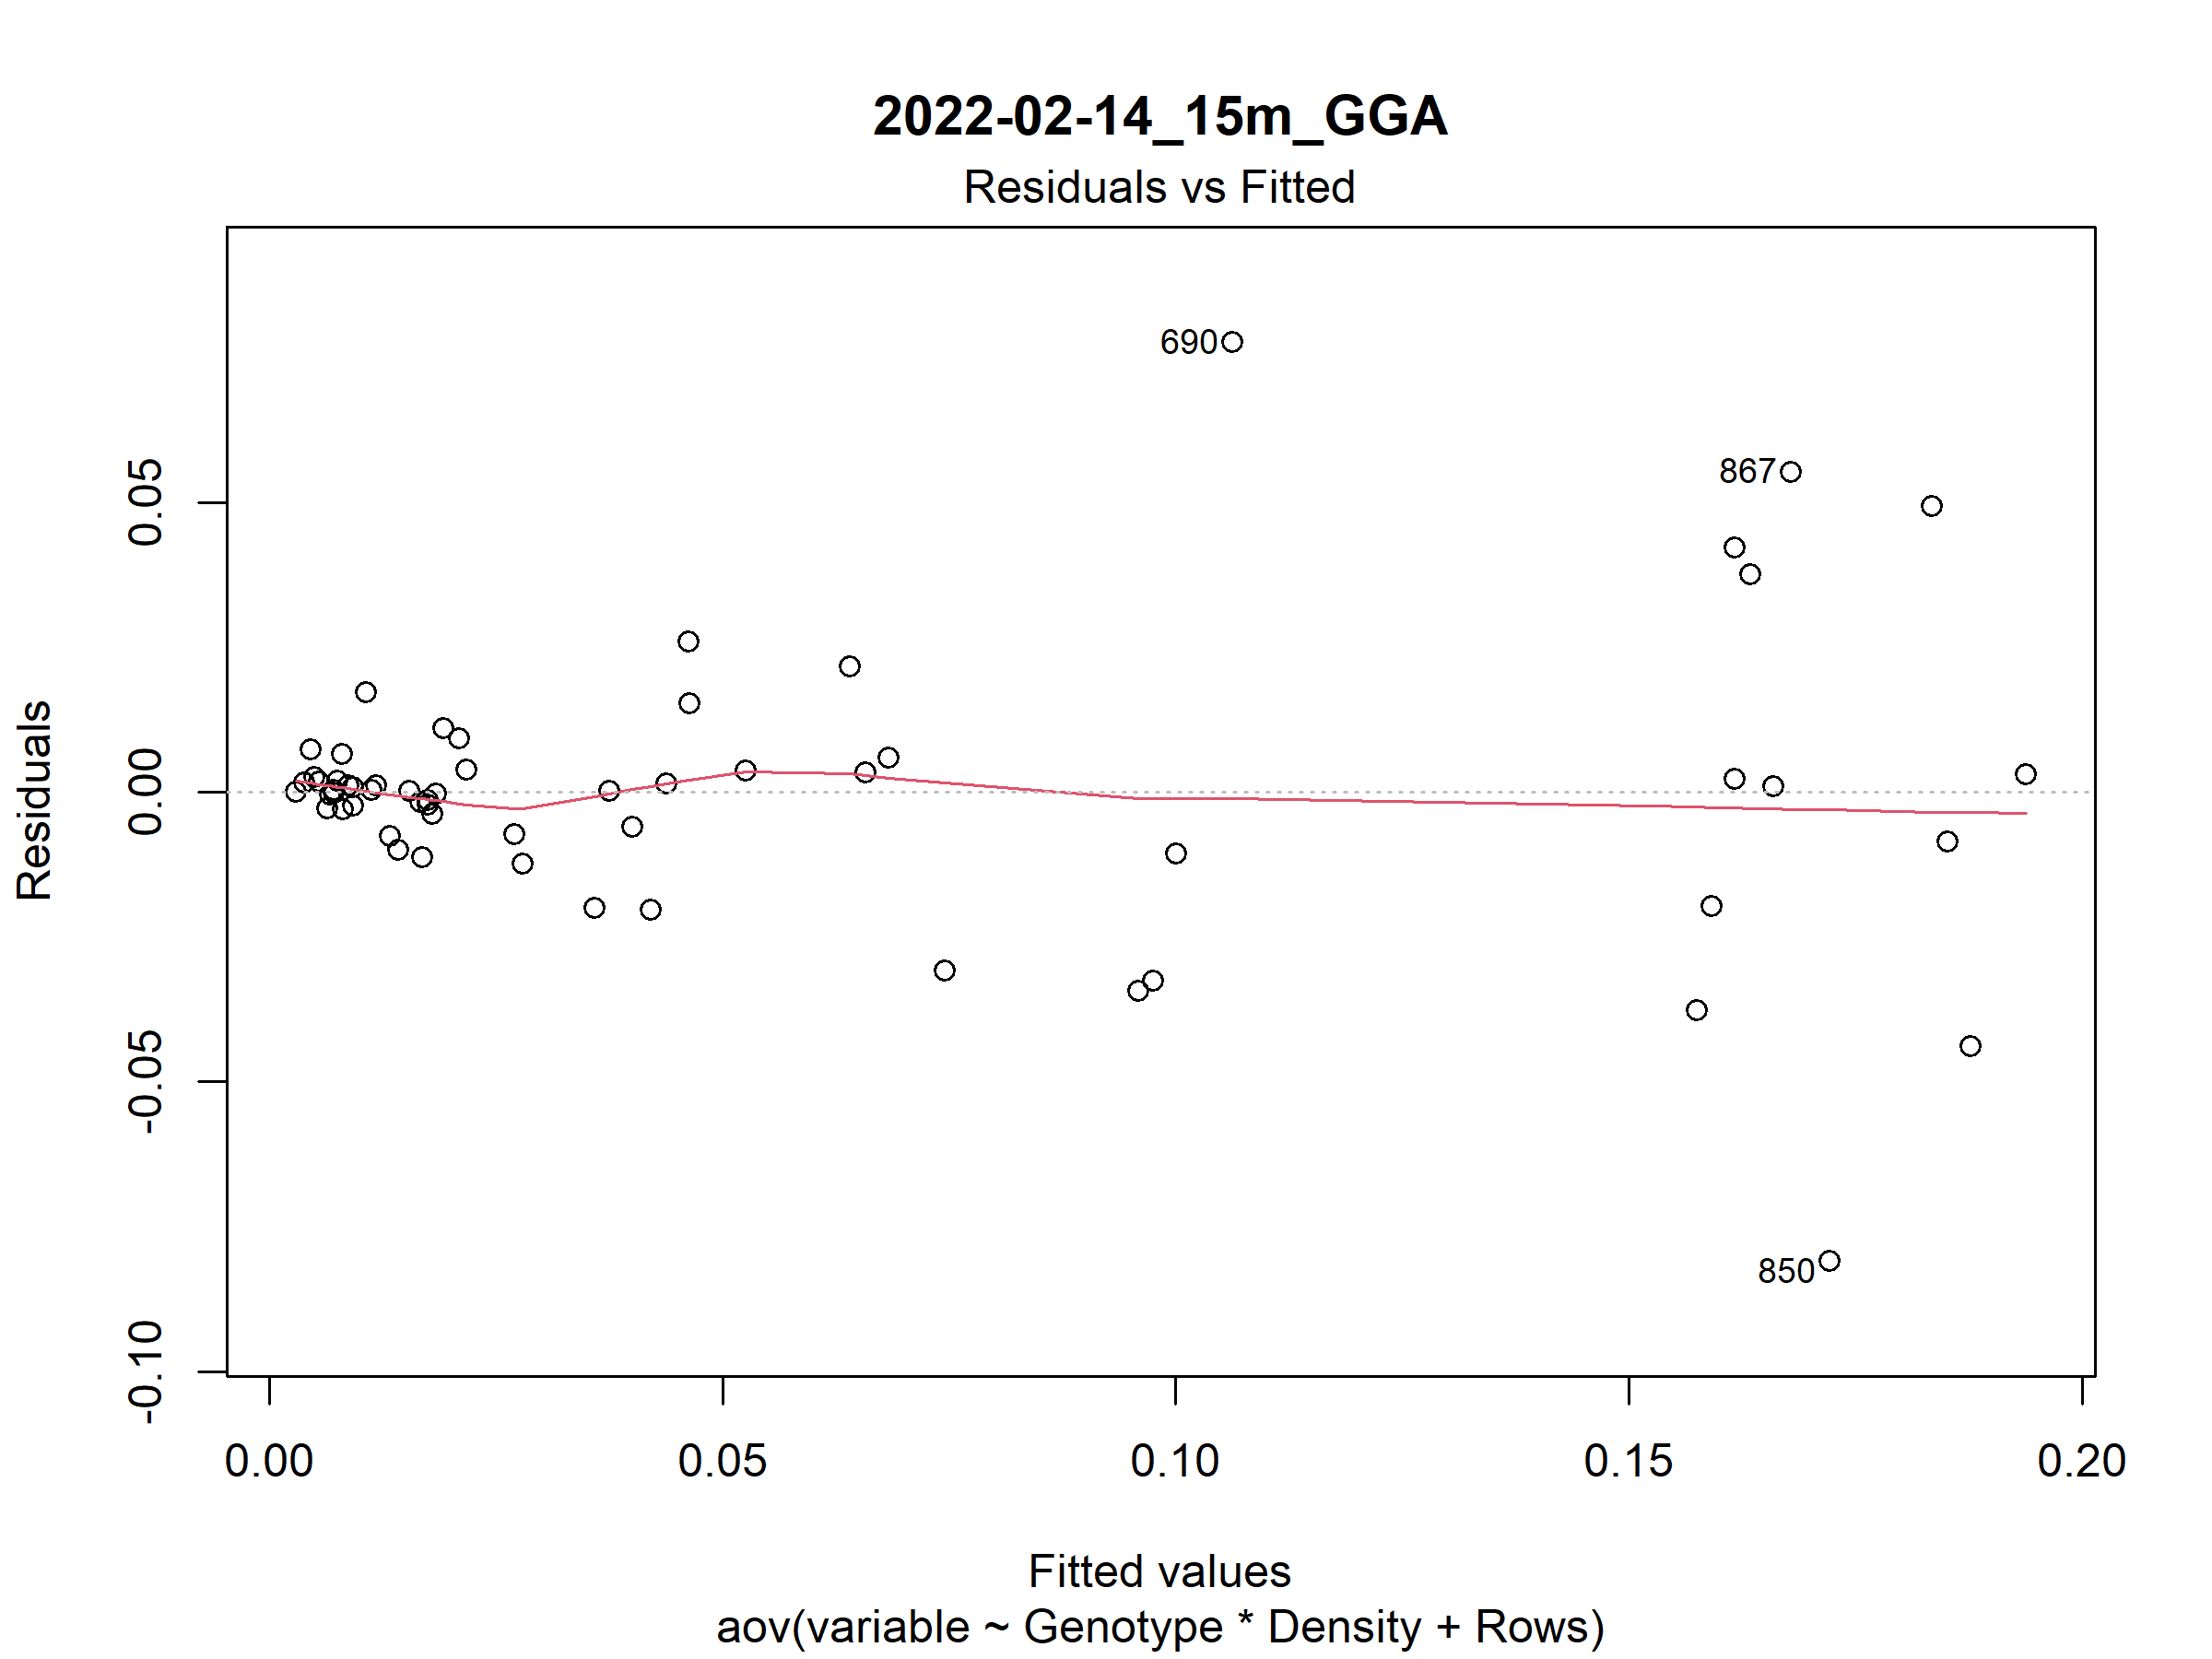 2022-02-14_15m_GGA
Residuals vs Fitted
690
867
850
Residuals
0.05
0.00
-0.05
-0.10
0.00 0.05 0.10 0.15 0.20
Fitted values
aov(variable ~ Genotype * Density + Rows)